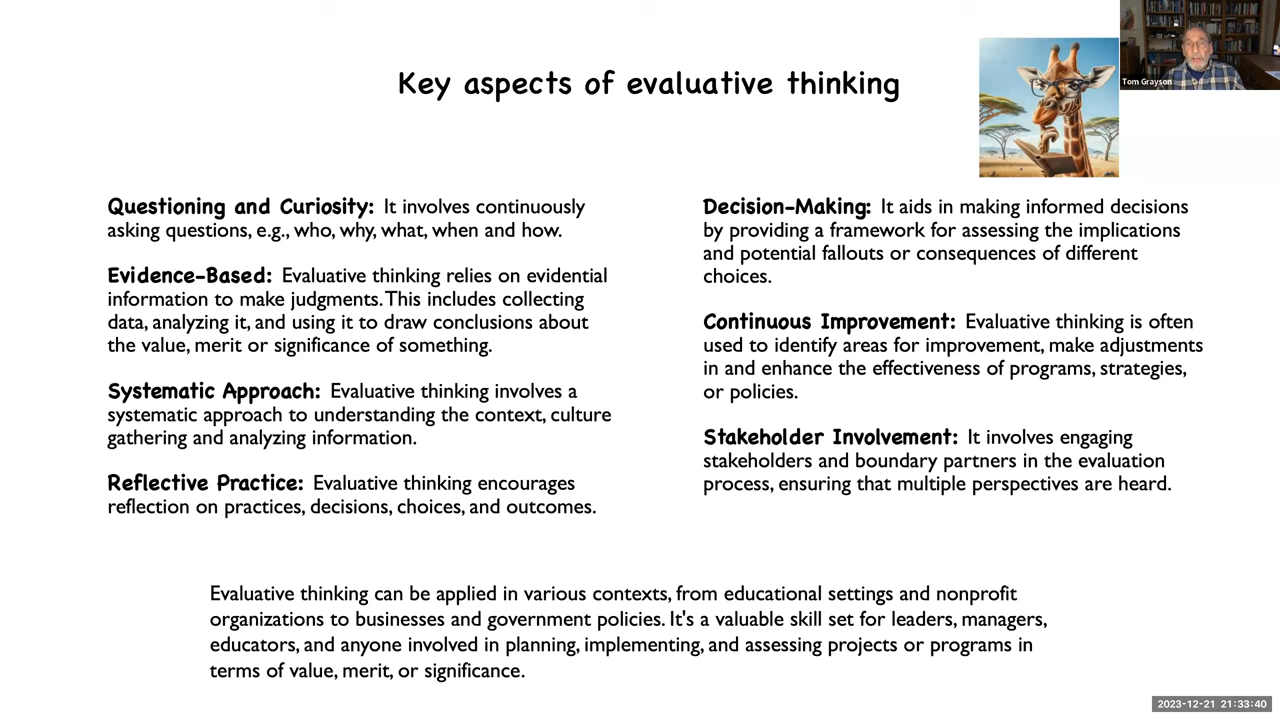 Key aspects of evaluative thinking
Tom Grayson
Questioning and Curiosity: It involves continuously
asking questions, e.g., who, why, what, when and how.
Evidence-Based: Evaluative thinking relies on evidential
information to make judgments. This includes collecting
data, analyzing it, and using it to draw conclusions about
the value, merit or significance of something.
Systematic Approach: Evaluative thinking involves a
systematic approach to understanding the context, culture
gathering and analyzing information.
Reflective Practice: Evaluative thinking encourages
reflection on practices, decisions, choices, and outcomes.
Decision-Making: It aids in making informed decisions
by providing a framework for assessing the implications
and potential fallouts or consequences of different
choices.
Continuous Improvement: Evaluative thinking is often
used to identify areas for improvement, make adjustments
in and enhance the effectiveness of programs, strategies,
or policies.
Stakeholder Involvement: It involves engaging
stakeholders and boundary partners in the evaluation
process, ensuring that multiple perspectives are heard.
Evaluative thinking can be applied in various contexts, from educational settings and nonprofit
organizations to businesses and government policies. It's a valuable skill set for leaders, managers,
educators, and anyone involved in planning, implementing, and assessing projects or programs in
terms of value, merit, or significance.
2023-12-21 21:33:40